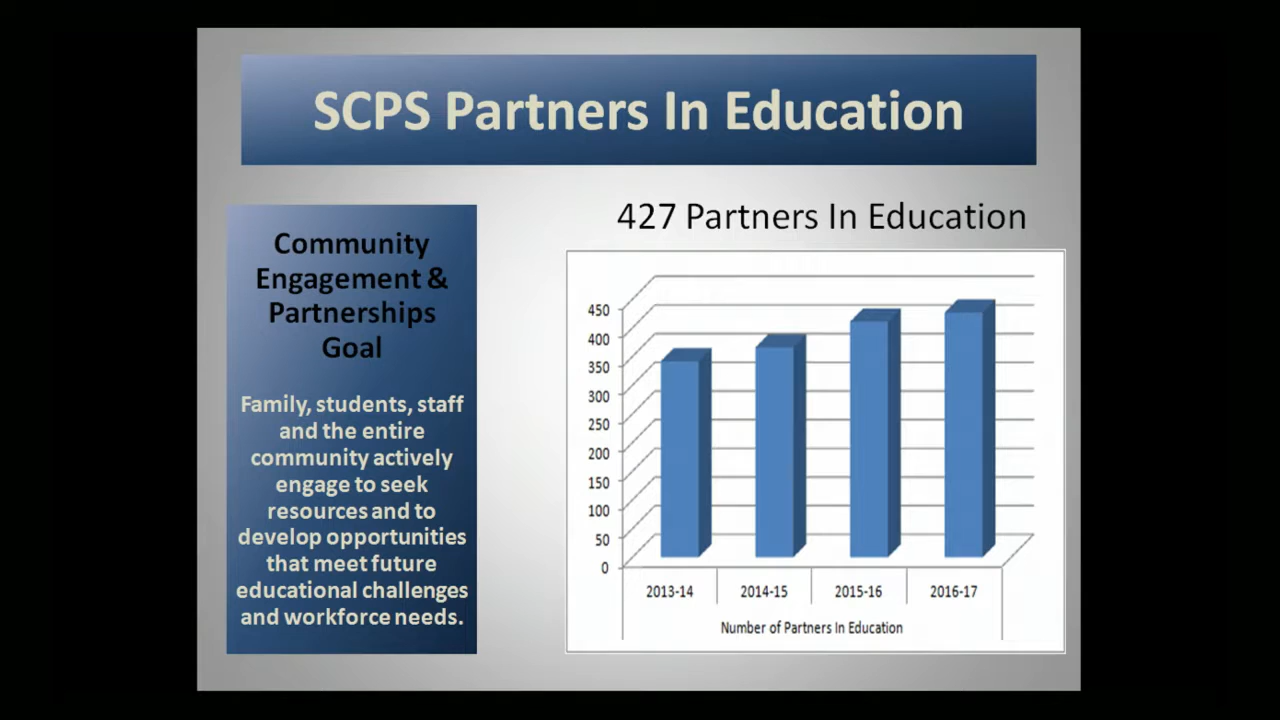 SCPS Partners In Education
Community
Engagement &
Partnerships
Goal
Family, students, staff
and the entire
community actively
engage to seek
resources and to
develop opportunities
that meet future
educational challenges
and workforce needs.
427 Partners In Education
450
400
350
300
250
200
150
100
50
0
2013-14 2014-15 2015-16 2016-17
Number of Partners In Education